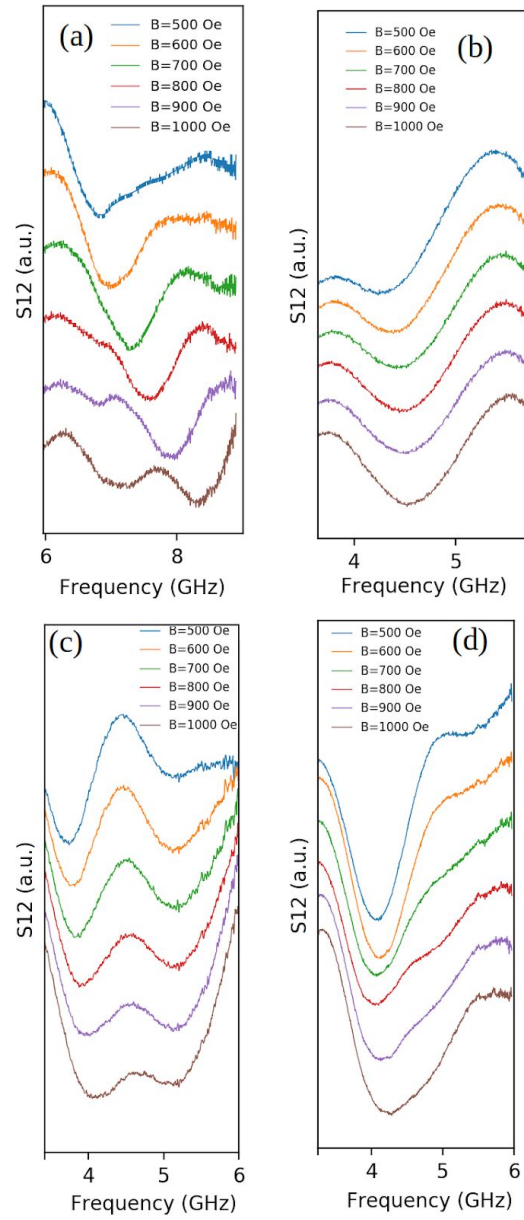 (a)
B=500 Oe
B=600 Oe
B=700 Oe
B=800 Oe
B=900 Oe
B=1000 Oe
S12 (a.u.)
6
8
Frequency (GHz)
(b)
B=500 Oe
B=600 Oe
B=700 Oe
B=800 Oe
B=900 Oe
B=1000 Oe
S12 (a.u.)
4
5
Frequency (GHz)
(c)
B=500 Oe
B=600 Oe
B=700 Oe
B=800 Oe
B=900 Oe
B=1000 Oe
S12 (a.u.)
4
5
6
Frequency (GHz)
(d)
B=500 Oe
B=600 Oe
B=700 Oe
B=800 Oe
B=900 Oe
B=1000 Oe
S12 (a.u.)
4
5
6
Frequency (GHz)